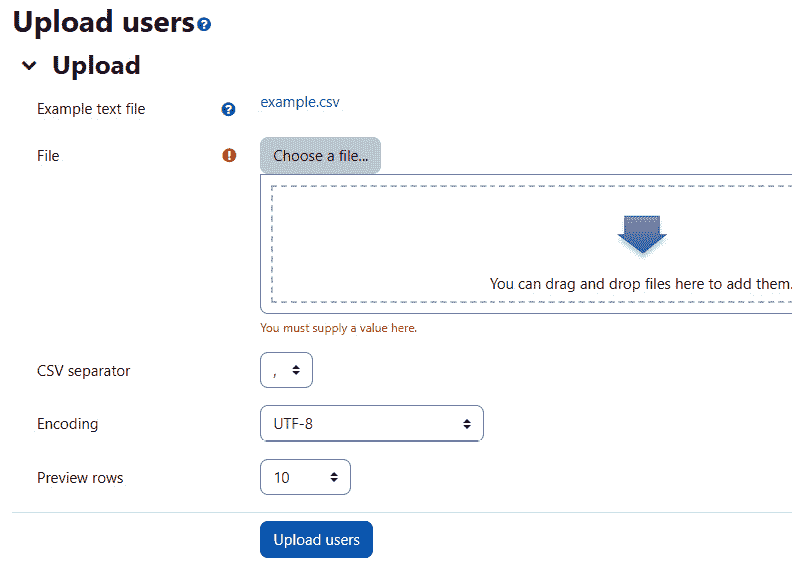 Upload users
Upload
Example text file
example.csv
File
Choose a file...
You can drag and drop files here to add them.
You must supply a value here.
CSV separator
,
Encoding
UTF-8
Preview rows
10
Upload users